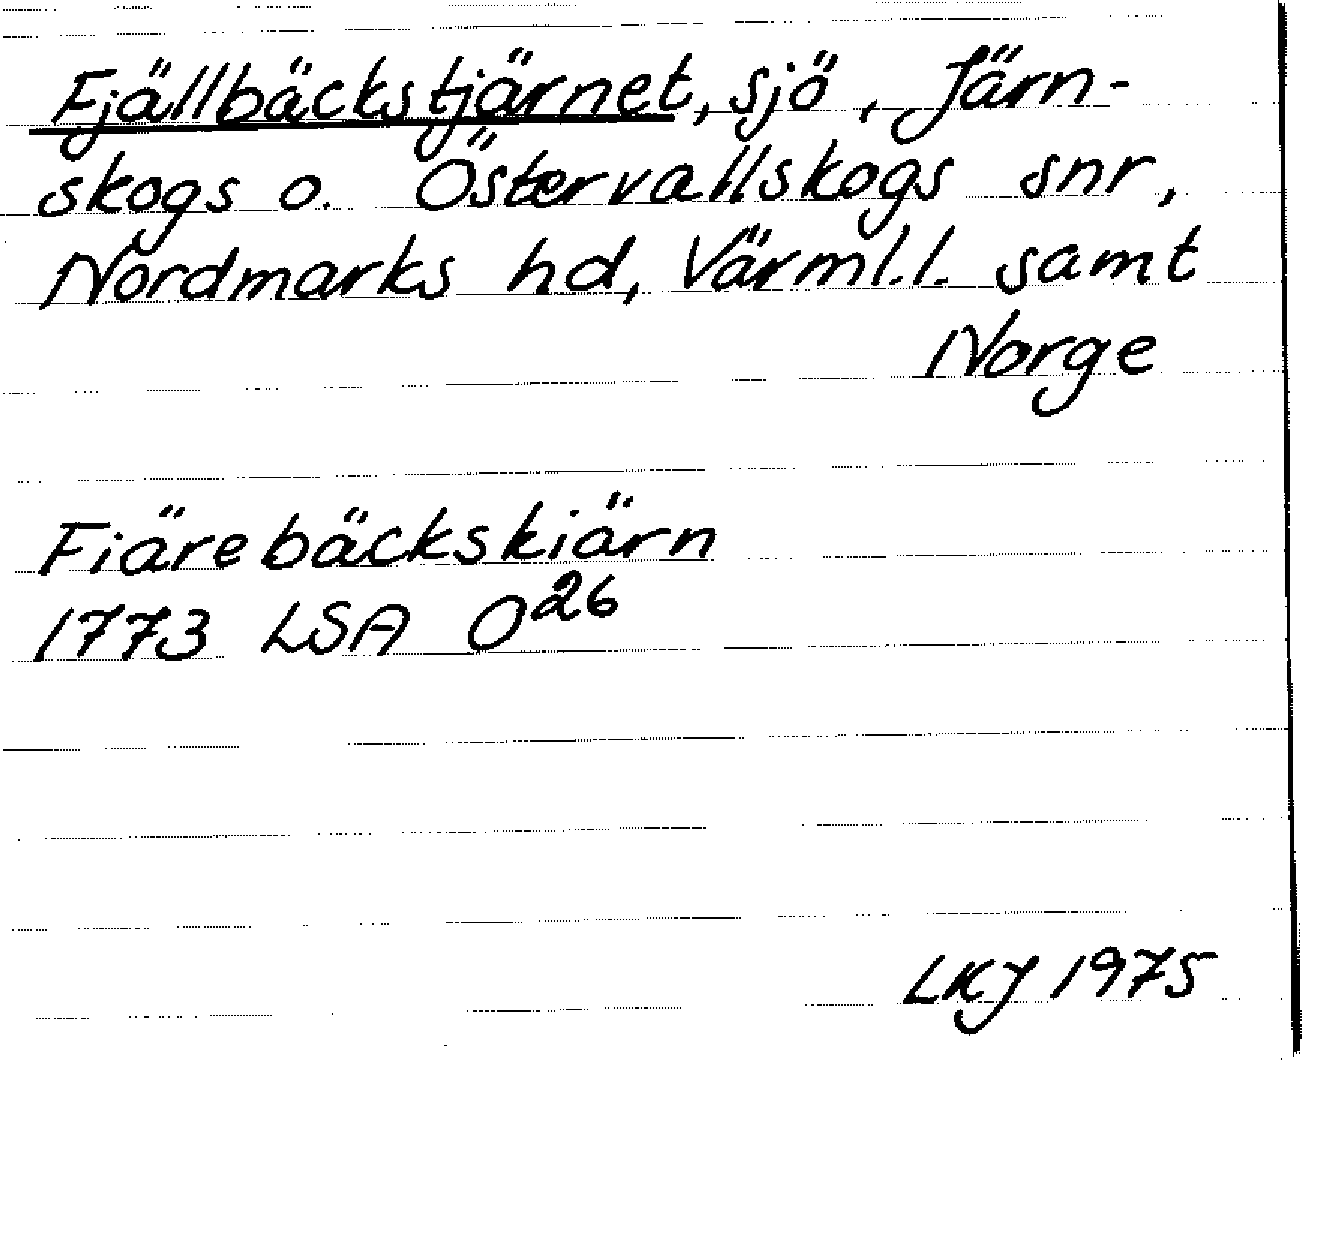 Fjällbäckstjärnet, sjö, Järn-
skogs o. Östervallskogs snr,
Nordmarks hd, Värml.l. samt
Norge
Fiärebäckskiärn
1773 LSA O²⁶
LKJ 1975